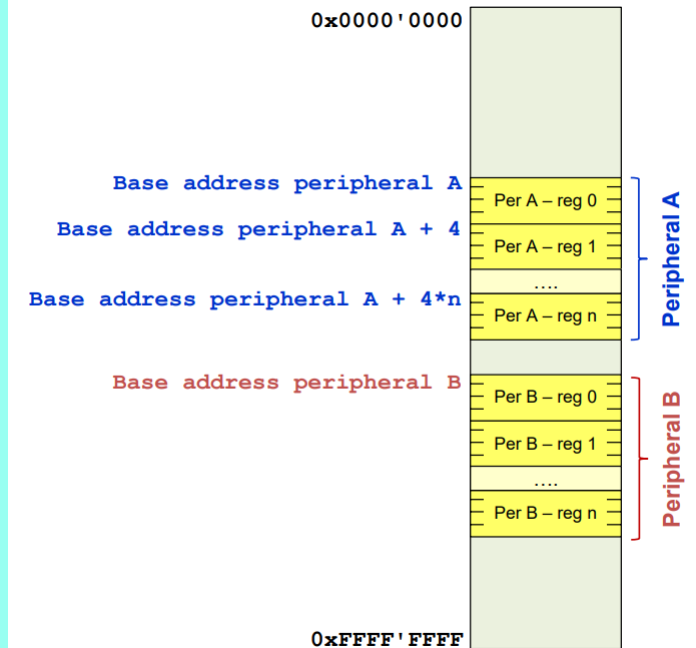 0x0000'0000
Base address peripheral A
Per A – reg 0
Base address peripheral A + 4
Per A – reg 1
....
Base address peripheral A + 4*n
Per A – reg n
Peripheral A
Base address peripheral B
Per B – reg 0
Per B – reg 1
....
Per B – reg n
Peripheral B
0xFFFF'FFFF